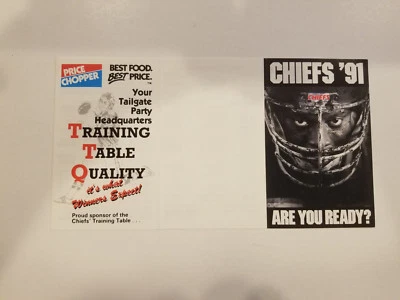 PRICE
CHOPPER
BEST FOOD.
BEST PRICE.
Your
Tailgate
Party
Headquarters
TRAINING
TABLE
QUALITY
it's what
Winners Expect!
Proud sponsor of the
Chiefs' Training Table . . .
CHIEFS '91
CHIEFS
ARE YOU READY?